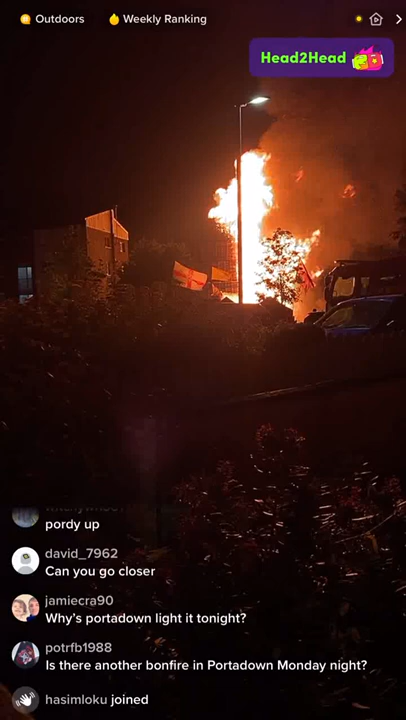 Outdoors
Weekly Ranking
Head2Head
pordy up
david_7962
Can you go closer
jamiecra90
Why's portadown light it tonight?
potrfb1988
Is there another bonfire in Portadown Monday night?
hasimloku joined